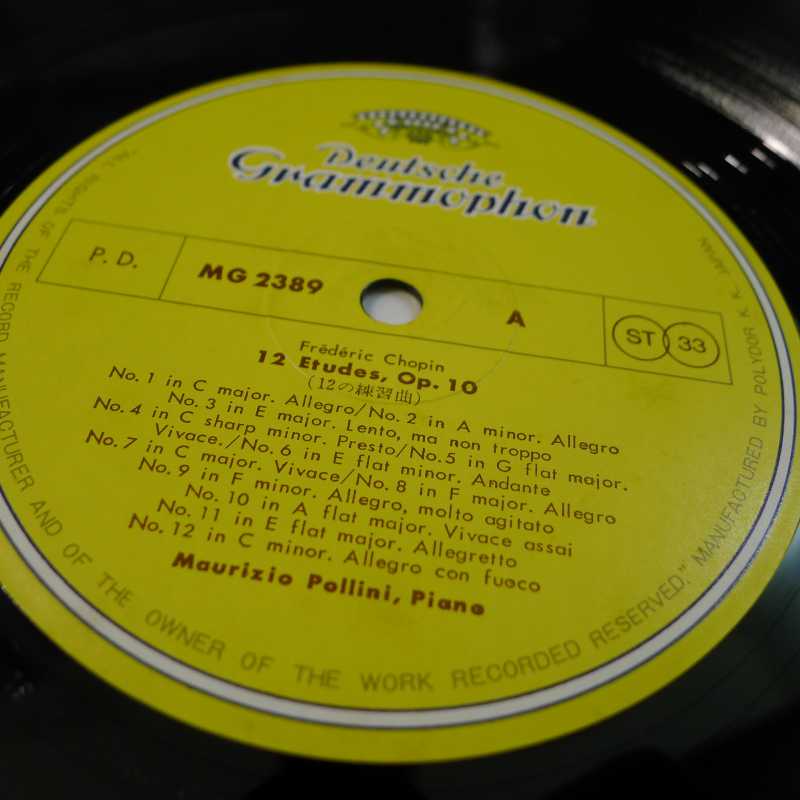 Deutsche
Grammophon
P. D.
MG 2389
A
ST 33
Frédéric Chopin
12 Etudes, Op. 10
(12の練習曲)
No. 1 in C major. Allegro/No. 2 in A minor. Allegro
No. 3 in E major. Lento, ma non troppo
No. 4 in C sharp minor. Presto/No. 5 in G flat major.
Vivace./No. 6 in E flat minor. Andante
No. 7 in C major. Vivace/No. 8 in F major. Allegro
No. 9 in F minor. Allegro, molto agitato
No. 10 in A flat major. Vivace assai
No. 11 in E flat major. Allegretto
No. 12 in C minor. Allegro con fuoco
Maurizio Pollini, Piano
"ALL RIGHTS OF THE RECORD MANUFACTURER AND OF THE OWNER OF THE WORK RECORDED RESERVED." MANUFACTURED BY POLYDOR K. K., JAPAN